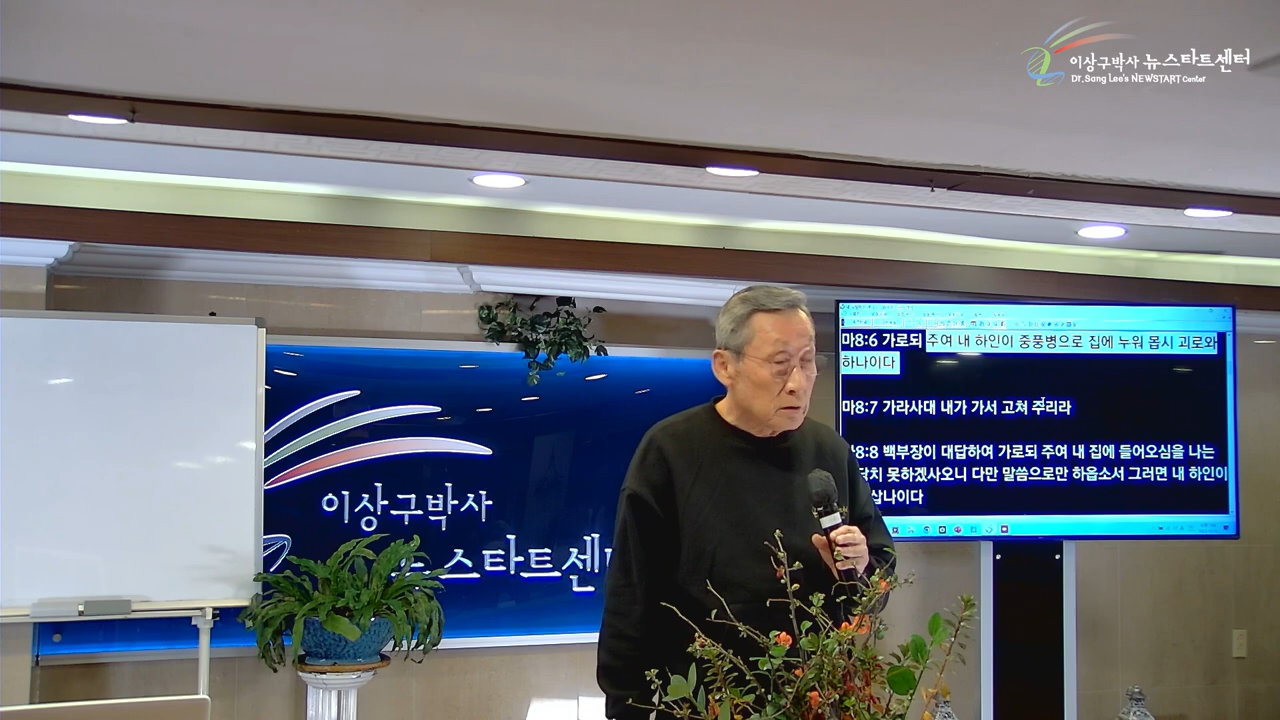 이상구박사 뉴스타트센터
Dr. Sang Lee's NEWSTART Center
마8:6 가로되 주여 내 하인이 중풍병으로 집에 누워 몹시 괴로와
하나이다
마8:7 가라사대 내가 가서 고쳐 주리라
8:8 백부장이 대답하여 가로되 주여 내 집에 들어오심을 나는
못하겠사오니 다만 말씀으로만 하옵소서 그러면 내 하인이
삽나이다
이상구박사
뉴스타트센